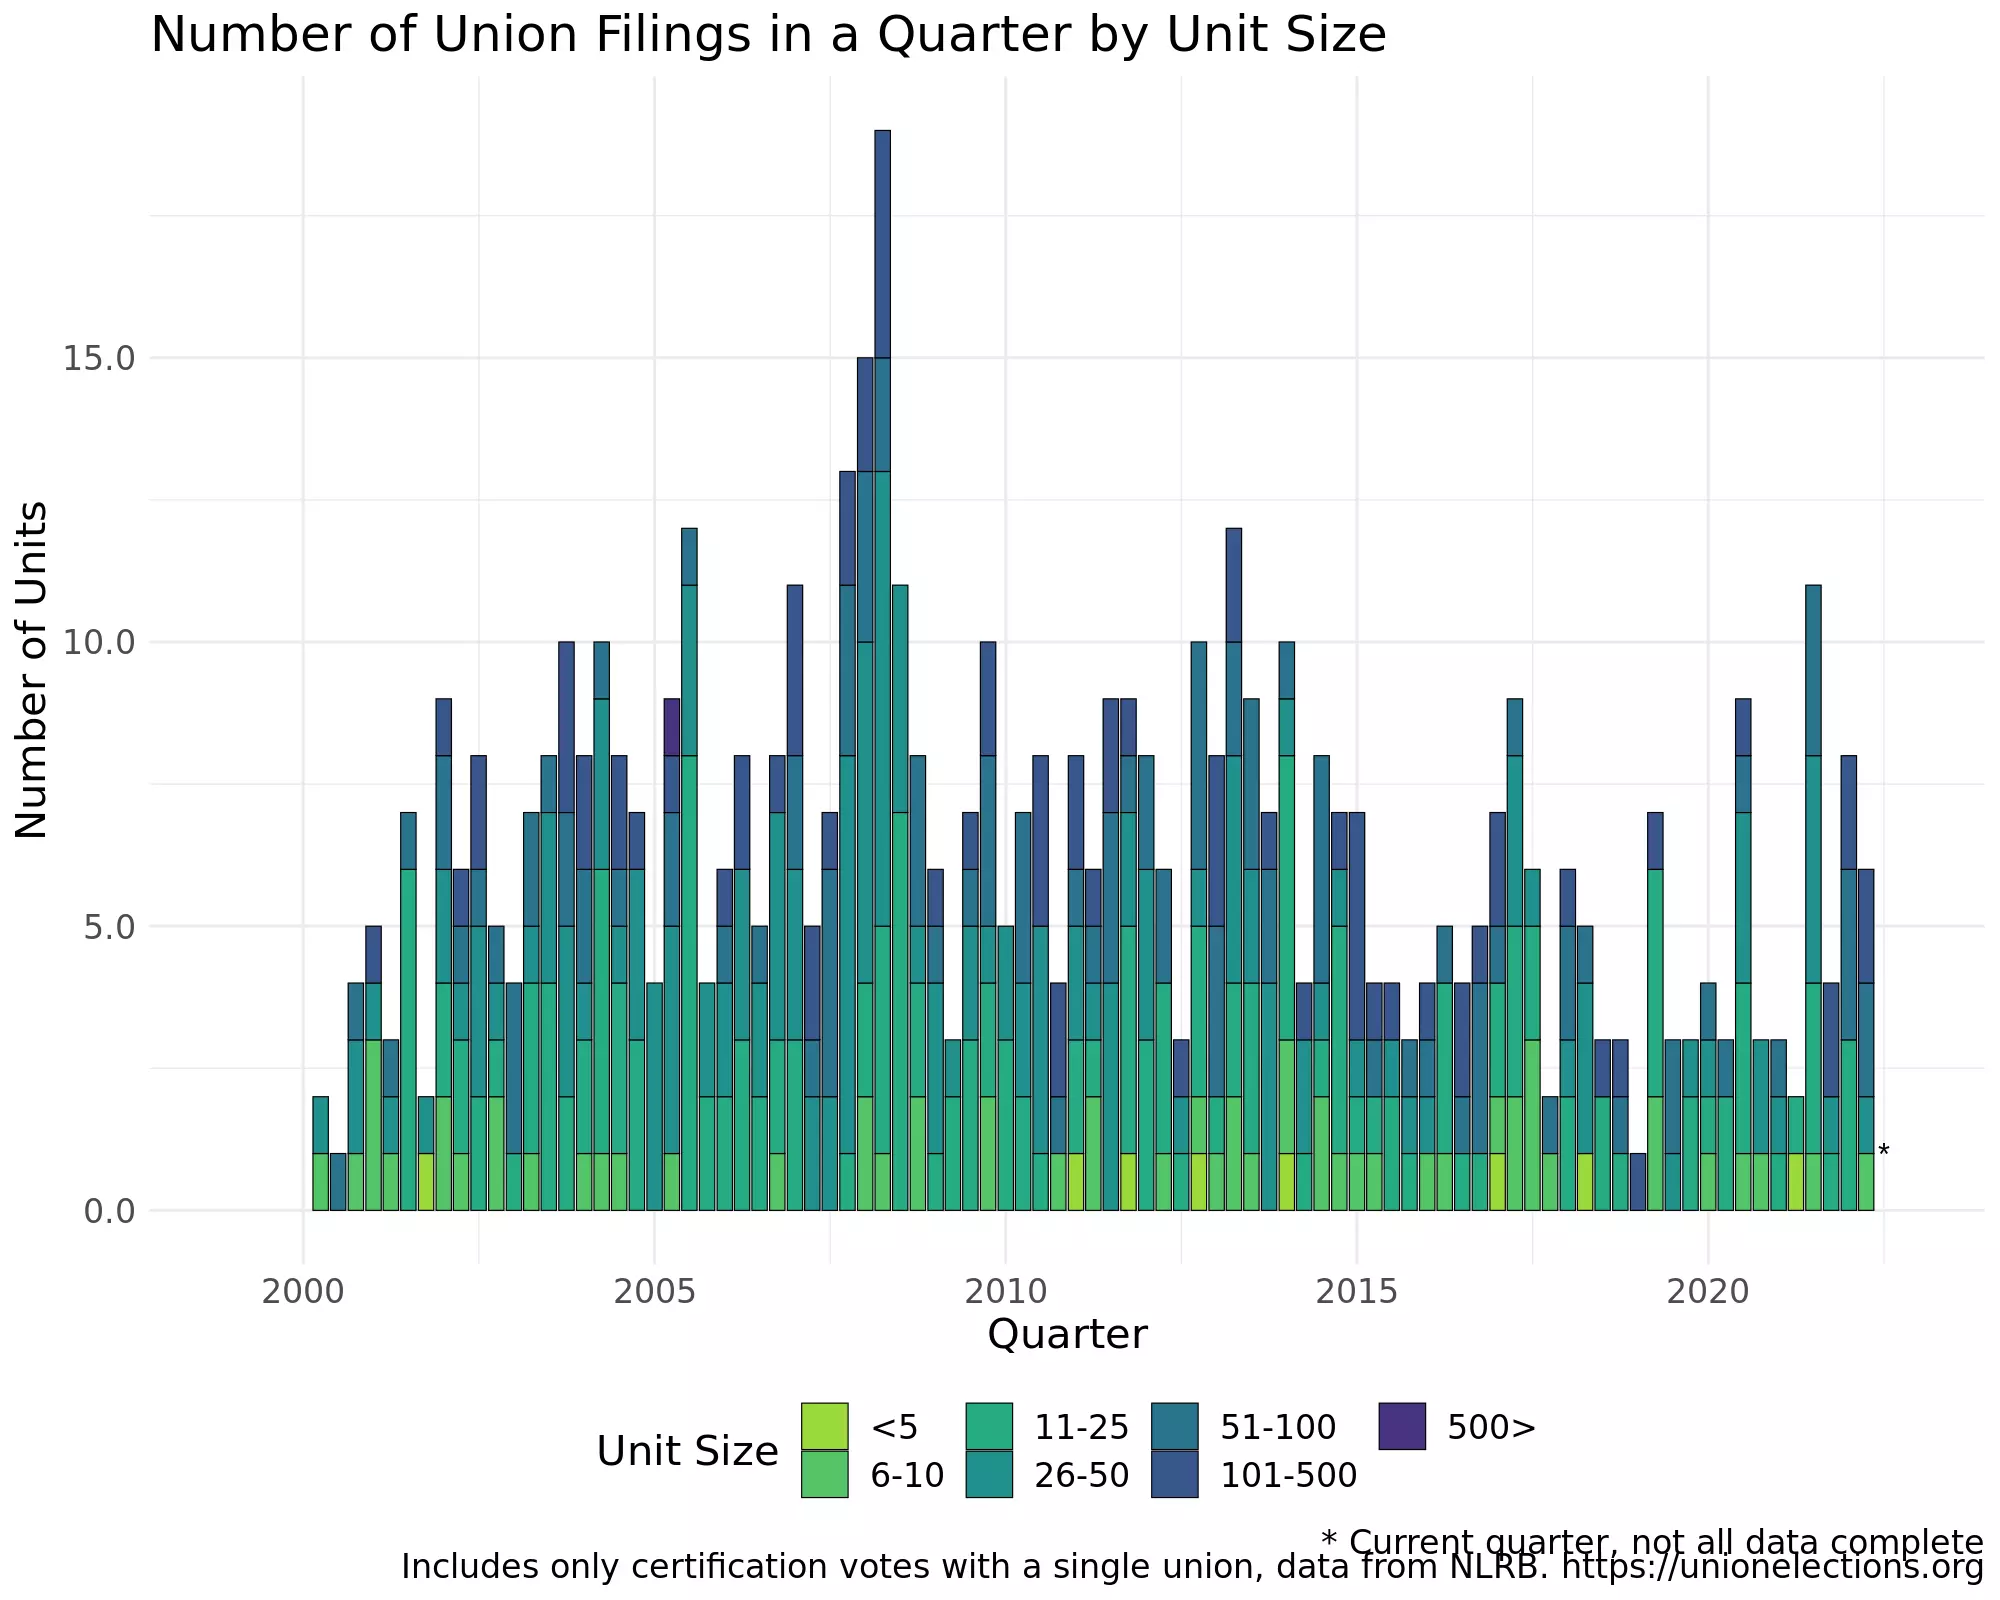 Number of Union Filings in a Quarter by Unit Size
Number of Units
15.0
10.0
5.0
0.0
*
2000 2005 2010 2015 2020
Quarter
Unit Size
<5 11-25 51-100 500>
6-10 26-50 101-500
* Current quarter, not all data complete
Includes only certification votes with a single union, data from NLRB. https://unionelections.org